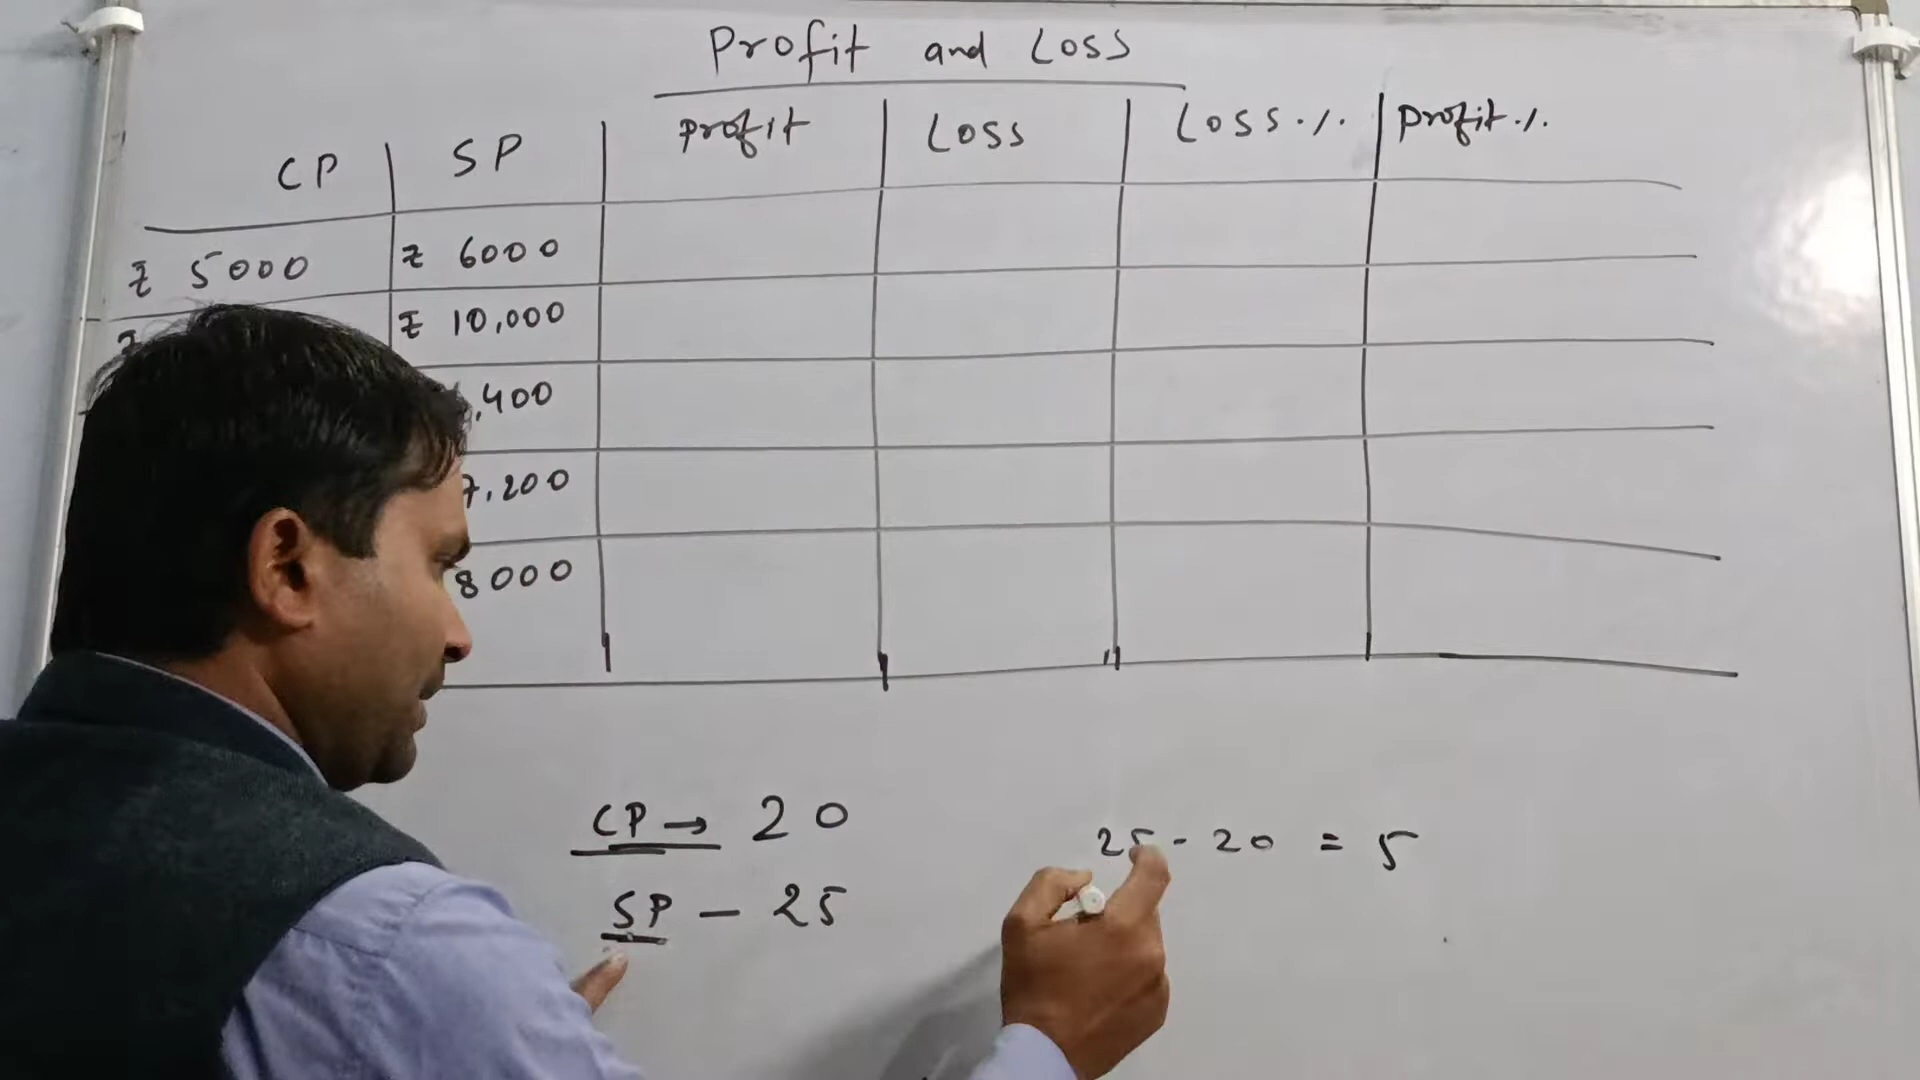 Profit and Loss
CP SP Profit Loss Loss % Profit %
₹ 5000 ₹ 6000
₹ ₹ 10,000
,400
7,200
8000
CP → 20
25 - 20 = 5
SP - 25